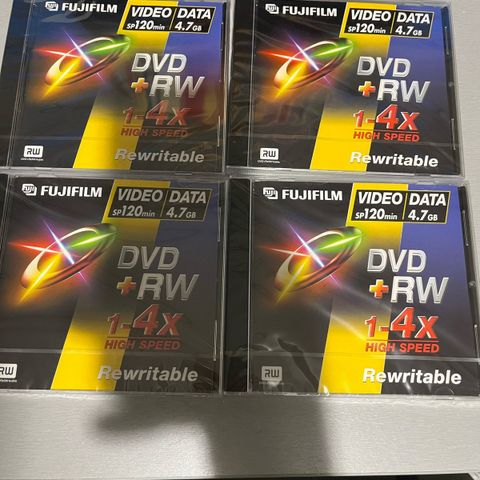 FUJIFILM
VIDEO DATA
SP120min 4.7GB
DVD
+RW
1-4X
HIGH SPEED
RW
Rewritable
FUJIFILM
VIDEO DATA
SP120min 4.7GB
DVD
+RW
1-4X
HIGH SPEED
RW
Rewritable
FUJIFILM
VIDEO DATA
SP120min 4.7GB
DVD
+RW
1-4X
HIGH SPEED
RW
Rewritable
FUJIFILM
VIDEO DATA
SP120min 4.7GB
DVD
+RW
1-4X
HIGH SPEED
RW
Rewritable